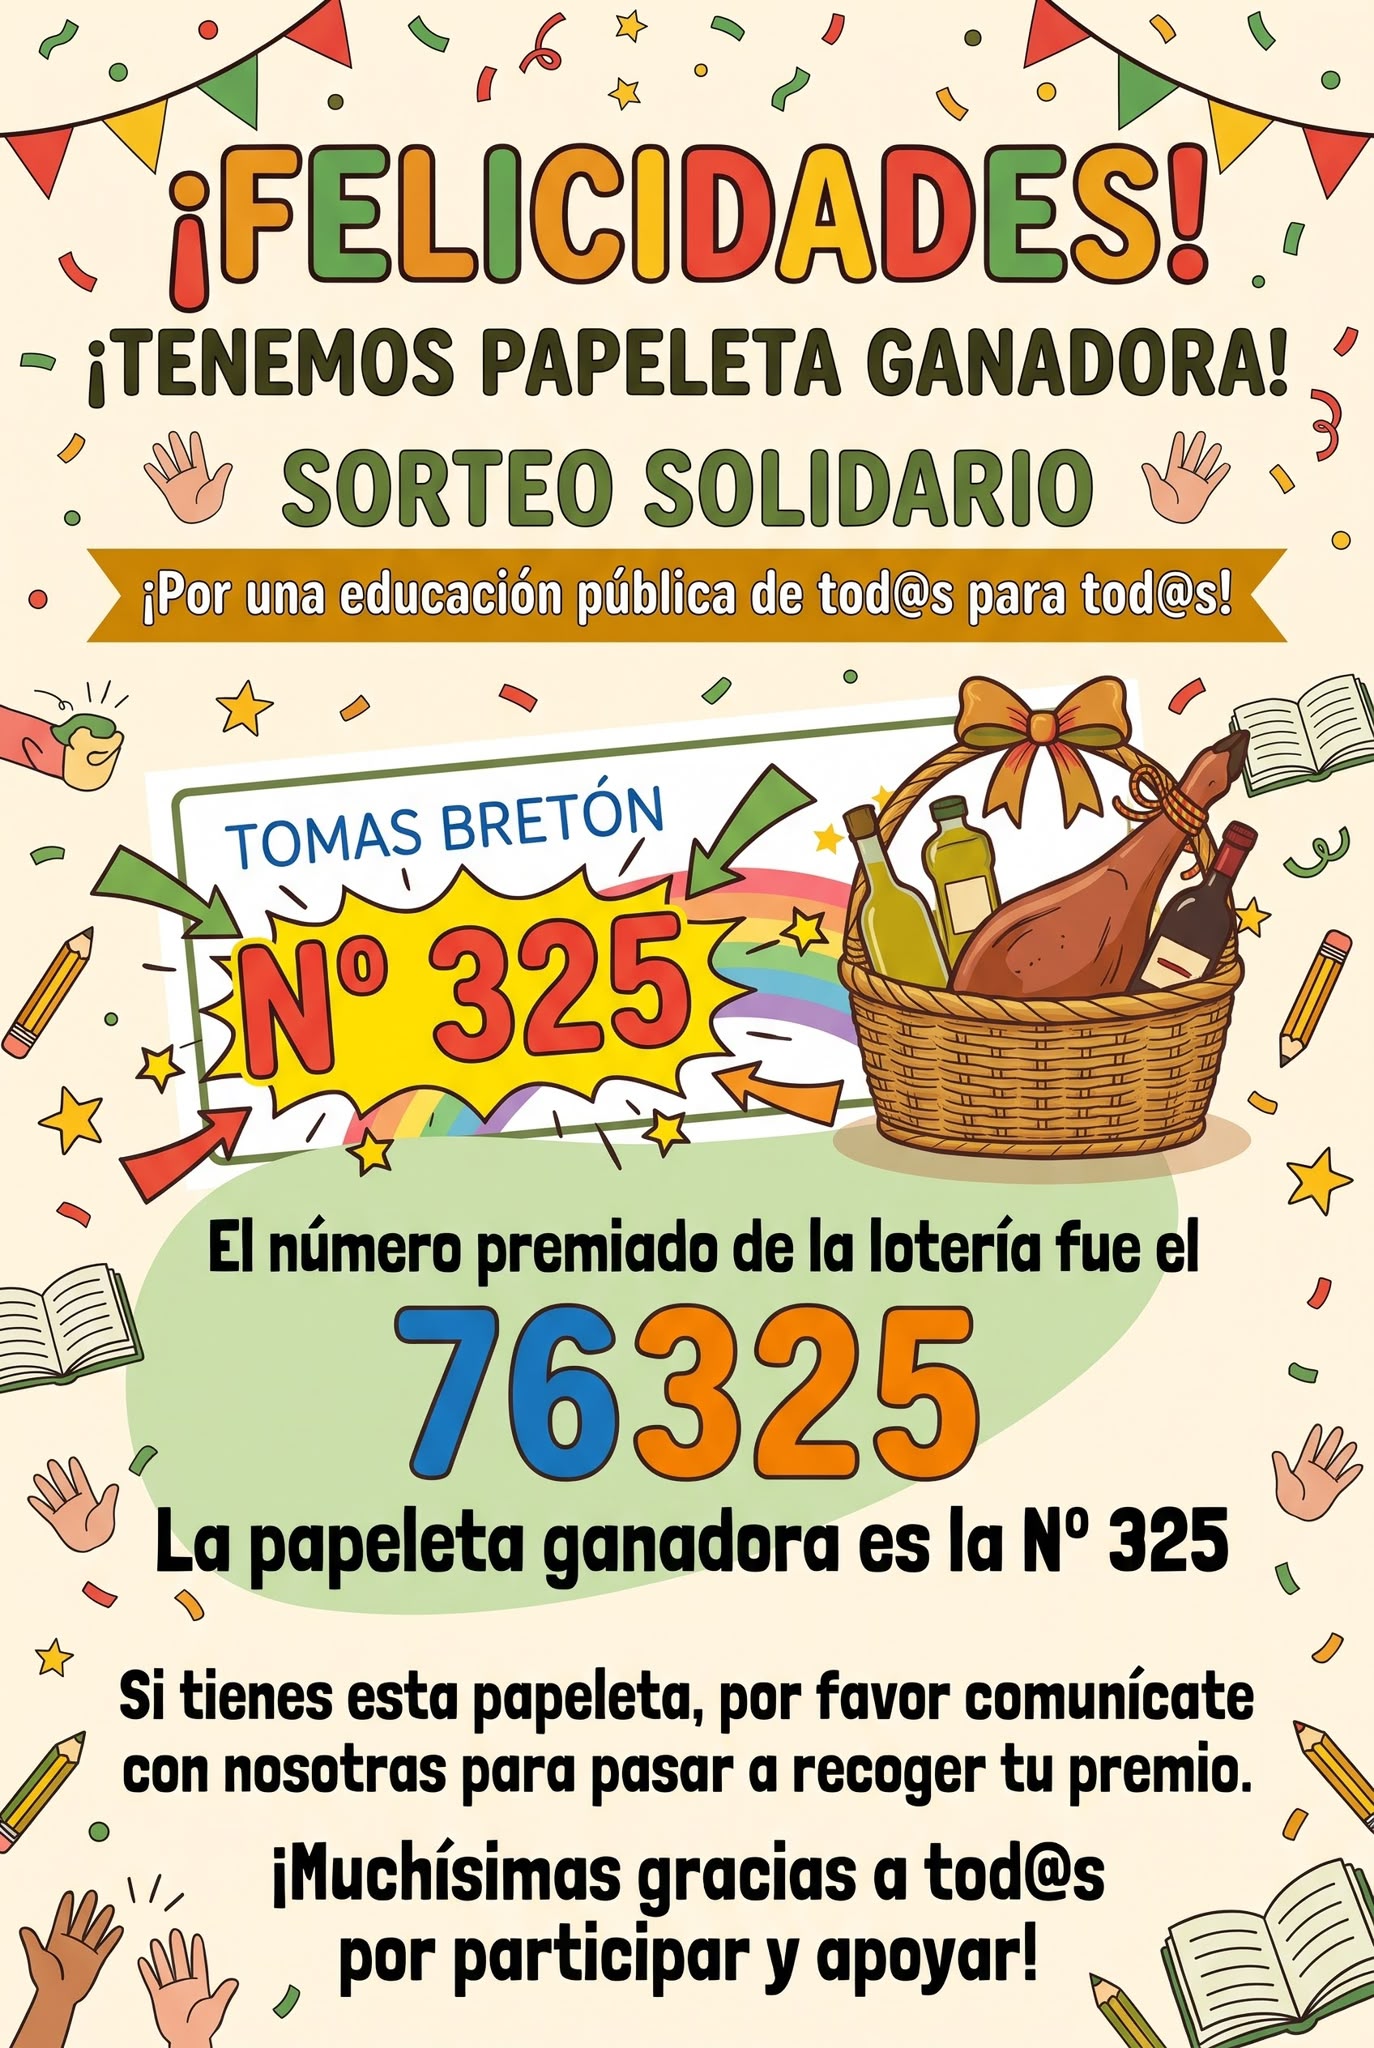 ¡FELICIDADES!
¡TENEMOS PAPELETA GANADORA!
SORTEO SOLIDARIO
¡Por una educación pública de tod@s para tod@s!
TOMAS BRETÓN
Nº 325
El número premiado de la lotería fue el
76325
La papeleta ganadora es la Nº 325
Si tienes esta papeleta, por favor comunícate
con nosotras para pasar a recoger tu premio.
¡Muchísimas gracias a tod@s
por participar y apoyar!